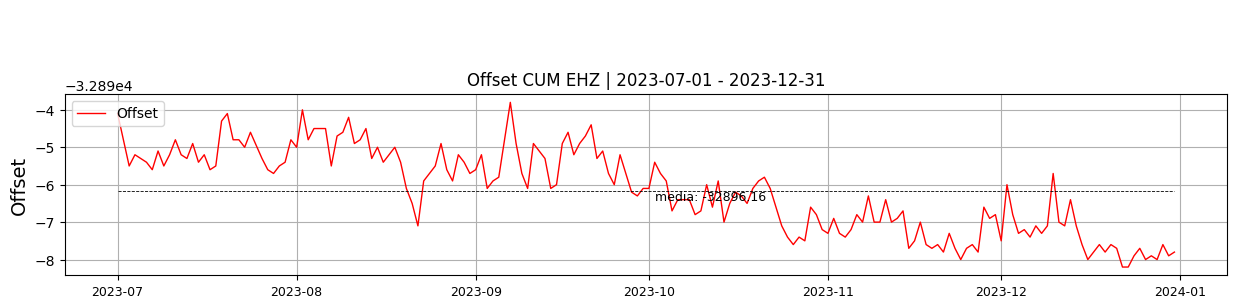 Offset CUM EHZ | 2023-07-01 - 2023-12-31
−3.289e4
Offset
Offset
−4
−5
−6
−7
−8
media: -32896.16
2023-07 2023-08 2023-09 2023-10 2023-11 2023-12 2024-01